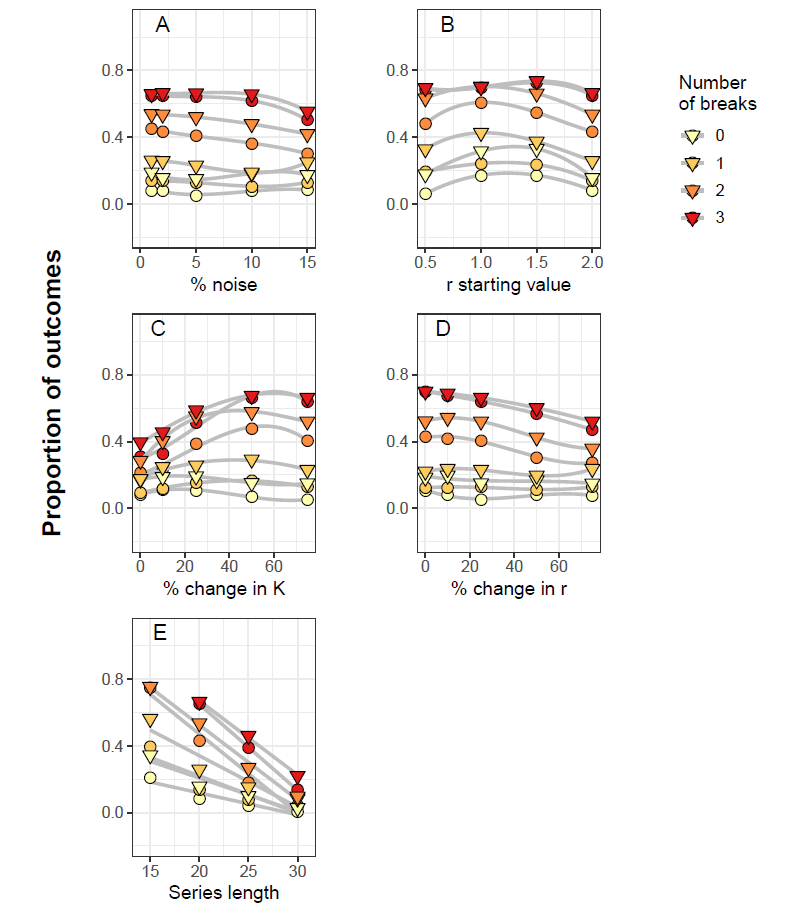 A
B
Number
of breaks
0
1
2
3
0.8
0.4
0.0
0 5 10 15
% noise
0.8
0.4
0.0
0.5 1.0 1.5 2.0
r starting value
Proportion of outcomes
C
D
0.8
0.4
0.0
0 20 40 60
% change in K
0.8
0.4
0.0
0 20 40 60
% change in r
E
0.8
0.4
0.0
15 20 25 30
Series length